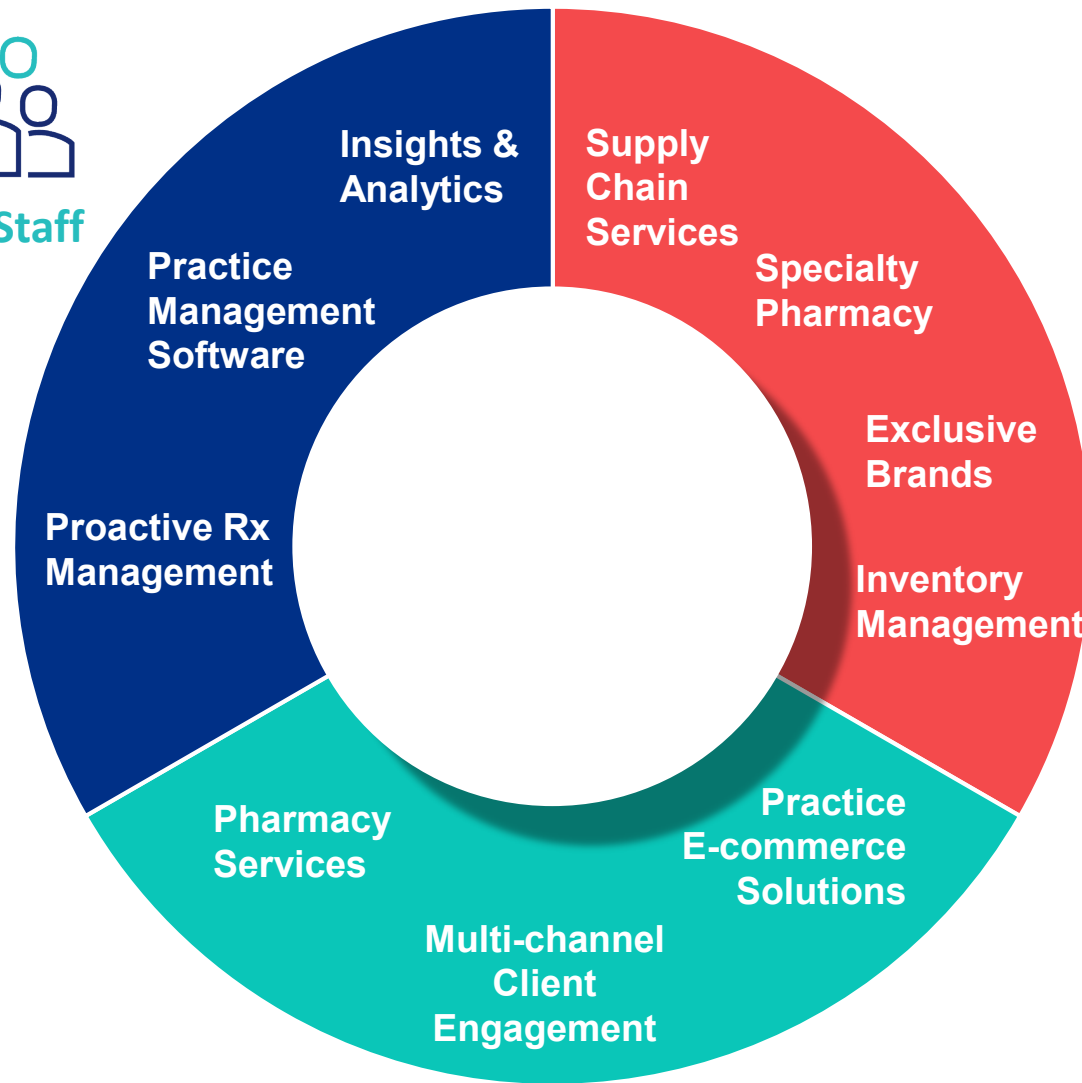 Staff
Insights &
Analytics
Practice
Management
Software
Proactive Rx
Management
Supply
Chain
Services
Specialty
Pharmacy
Exclusive
Brands
Inventory
Management
Practice
E-commerce
Solutions
Multi-channel
Client
Engagement
Pharmacy
Services